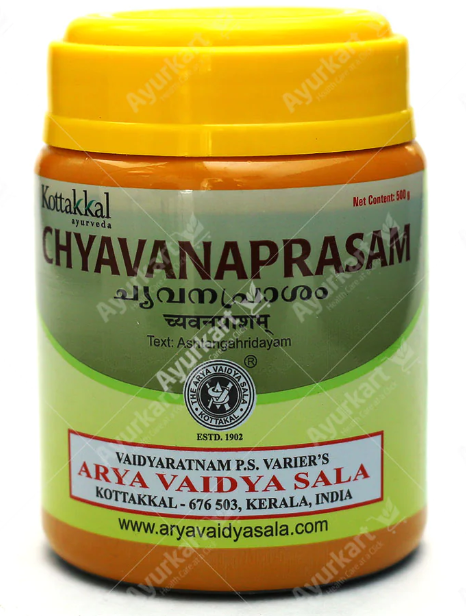 Kottakkal
ayurveda
Net Content: 500 g
CHYAVANAPRASAM
ച്യവനപ്രാശം
च्यवनप्राशम्
Text: Ashtangahridayam
®
THE ARYA VAIDYA SALA
KOTTAKKAL
ESTD. 1902
VAIDYARATNAM P.S. VARIER'S
ARYA VAIDYA SALA
KOTTAKKAL - 676 503, KERALA, INDIA
www.aryavaidyasala.com
Ayurkart